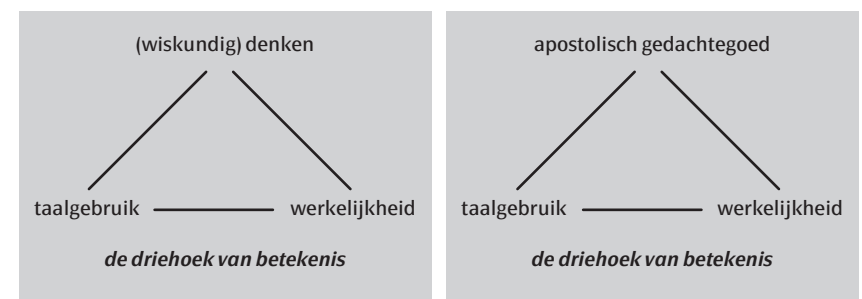 (wiskundig) denken
taalgebruik
werkelijkheid
de driehoek van betekenis
apostolisch gedachtegoed
taalgebruik
werkelijkheid
de driehoek van betekenis